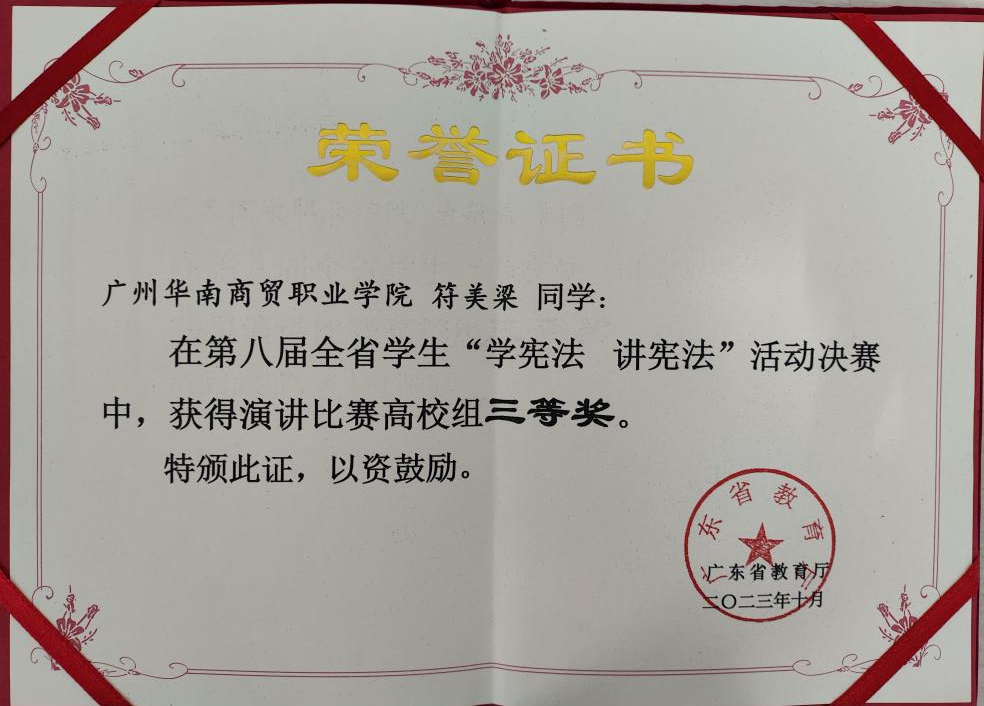 荣誉证书
广州华南商贸职业学院 符美梁 同学：
在第八届全省学生“学宪法 讲宪法”活动决赛
中，获得演讲比赛高校组三等奖。
特颁此证，以资鼓励。
广东省教育厅
广东省教育厅
二〇二三年十月